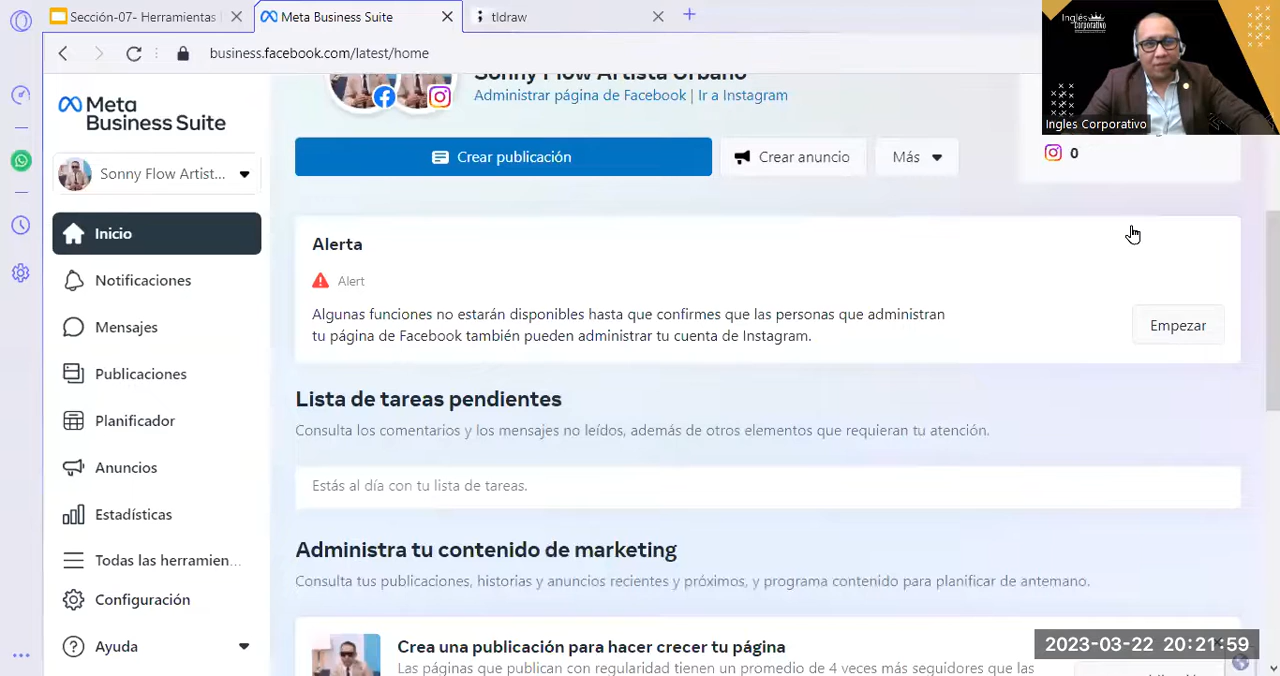 Sección-07- Herramientas
Meta Business Suite
tldraw
business.facebook.com/latest/home
Inglés
Corporativo
Ingles Corporativo
Meta
Business Suite
Sonny Flow Artist...
Inicio
Notificaciones
Mensajes
Publicaciones
Planificador
Anuncios
Estadísticas
Todas las herramien...
Configuración
Ayuda
Sonny Flow Artista Urbano
Administrar página de Facebook | Ir a Instagram
Crear publicación
Crear anuncio
Más
0
Alerta
Alert
Algunas funciones no estarán disponibles hasta que confirmes que las personas que administran
tu página de Facebook también pueden administrar tu cuenta de Instagram.
Empezar
Lista de tareas pendientes
Consulta los comentarios y los mensajes no leídos, además de otros elementos que requieran tu atención.
Estás al día con tu lista de tareas.
Administra tu contenido de marketing
Consulta tus publicaciones, historias y anuncios recientes y próximos, y programa contenido para planificar de antemano.
Crea una publicación para hacer crecer tu página
Las páginas que publican con regularidad tienen un promedio de 4 veces más seguidores que las
2023-03-22 20:21:59